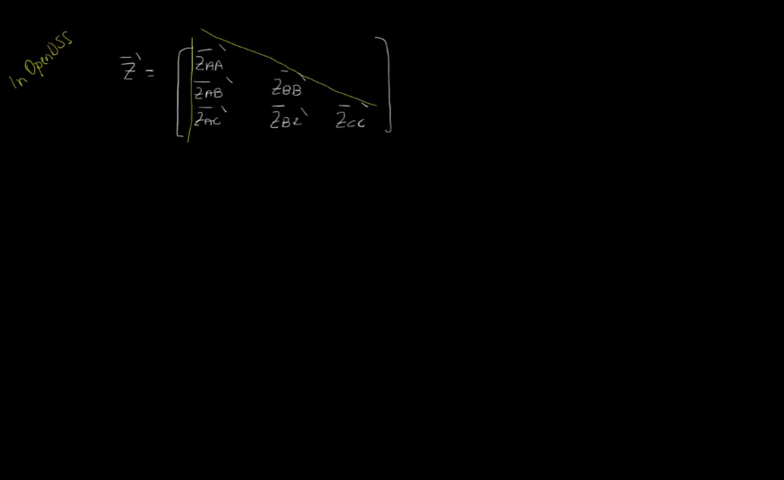 In OpenDSS
Z̅' = [ Z̅AA'
Z̅AB' Z̅BB'
Z̅AC' Z̅BC' Z̅CC' ]